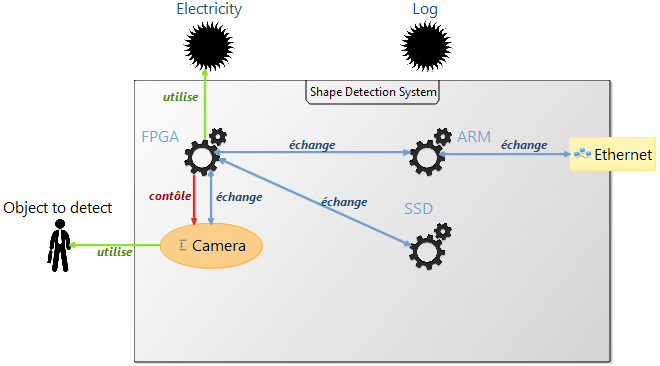 Electricity
Log
utilise
Shape Detection System
FPGA
échange
ARM
échange
Ethernet
contôle
échange
échange
SSD
Object to detect
Camera
utilise